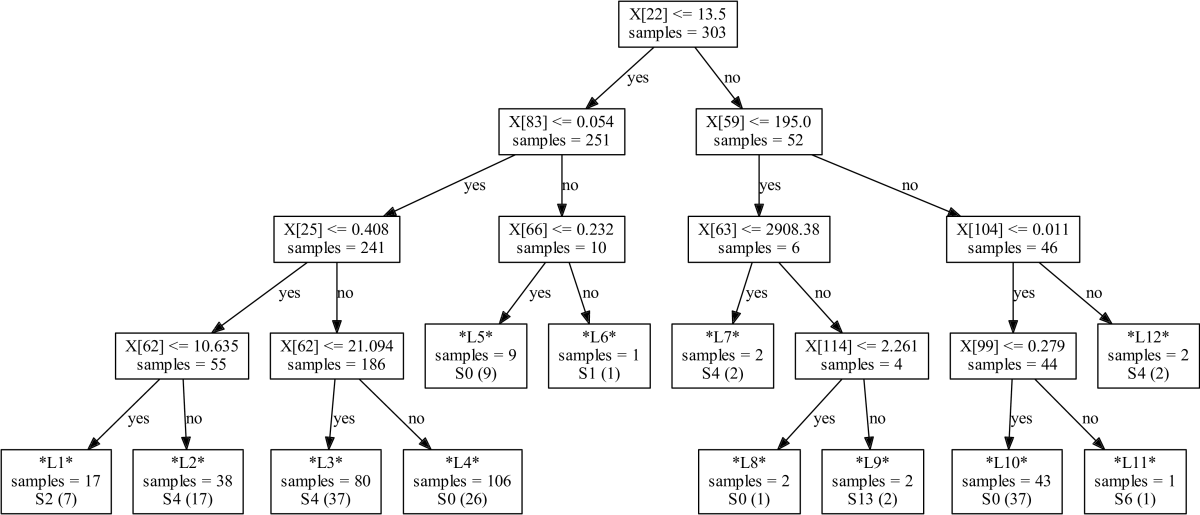 X[22] <= 13.5
samples = 303
yes
no
X[83] <= 0.054
samples = 251
X[59] <= 195.0
samples = 52
yes
no
yes
no
X[25] <= 0.408
samples = 241
X[66] <= 0.232
samples = 10
X[63] <= 2908.38
samples = 6
X[104] <= 0.011
samples = 46
yes
no
yes
no
yes
no
yes
no
X[62] <= 10.635
samples = 55
X[62] <= 21.094
samples = 186
*L5*
samples = 9
S0 (9)
*L6*
samples = 1
S1 (1)
*L7*
samples = 2
S4 (2)
X[114] <= 2.261
samples = 4
X[99] <= 0.279
samples = 44
*L12*
samples = 2
S4 (2)
yes
no
yes
no
yes
no
yes
no
*L1*
samples = 17
S2 (7)
*L2*
samples = 38
S4 (17)
*L3*
samples = 80
S4 (37)
*L4*
samples = 106
S0 (26)
*L8*
samples = 2
S0 (1)
*L9*
samples = 2
S13 (2)
*L10*
samples = 43
S0 (37)
*L11*
samples = 1
S6 (1)